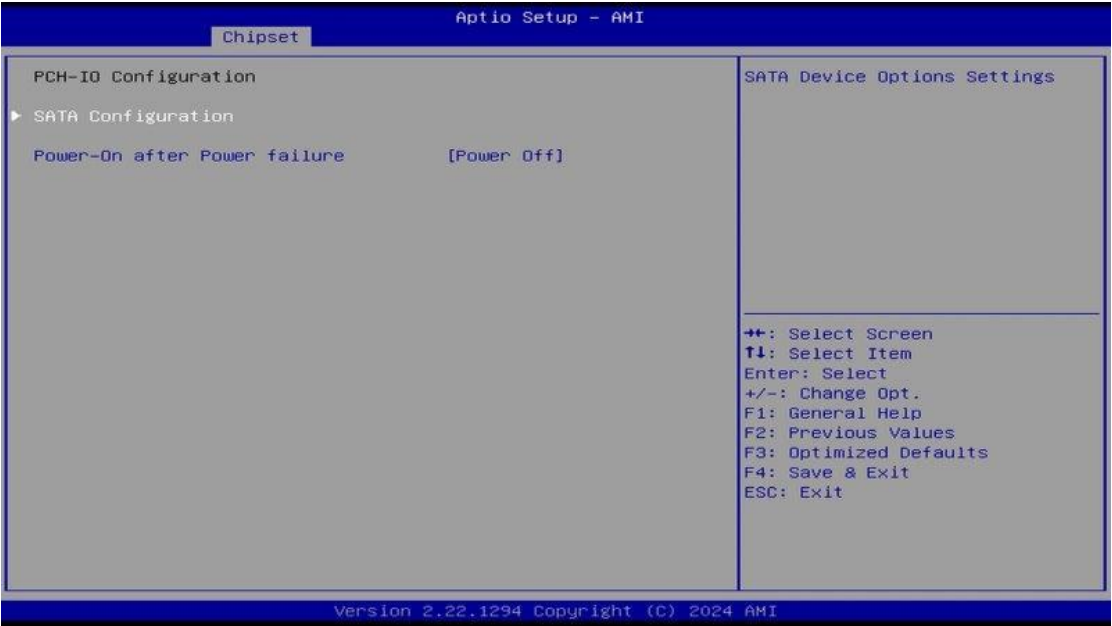 Aptio Setup - AMI
Chipset
PCH-IO Configuration
SATA Configuration
Power-On after Power failure [Power Off]
SATA Device Options Settings
→←: Select Screen
↑↓: Select Item
Enter: Select
+/-: Change Opt.
F1: General Help
F2: Previous Values
F3: Optimized Defaults
F4: Save & Exit
ESC: Exit
Version 2.22.1294 Copyright (C) 2024 AMI